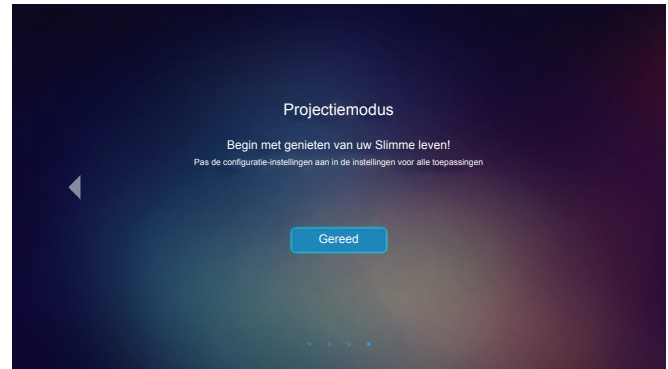 Projectiemodus
Begin met genieten van uw Slimme leven!
Pas de configuratie-instellingen aan in de instellingen voor alle toepassingen
Gereed